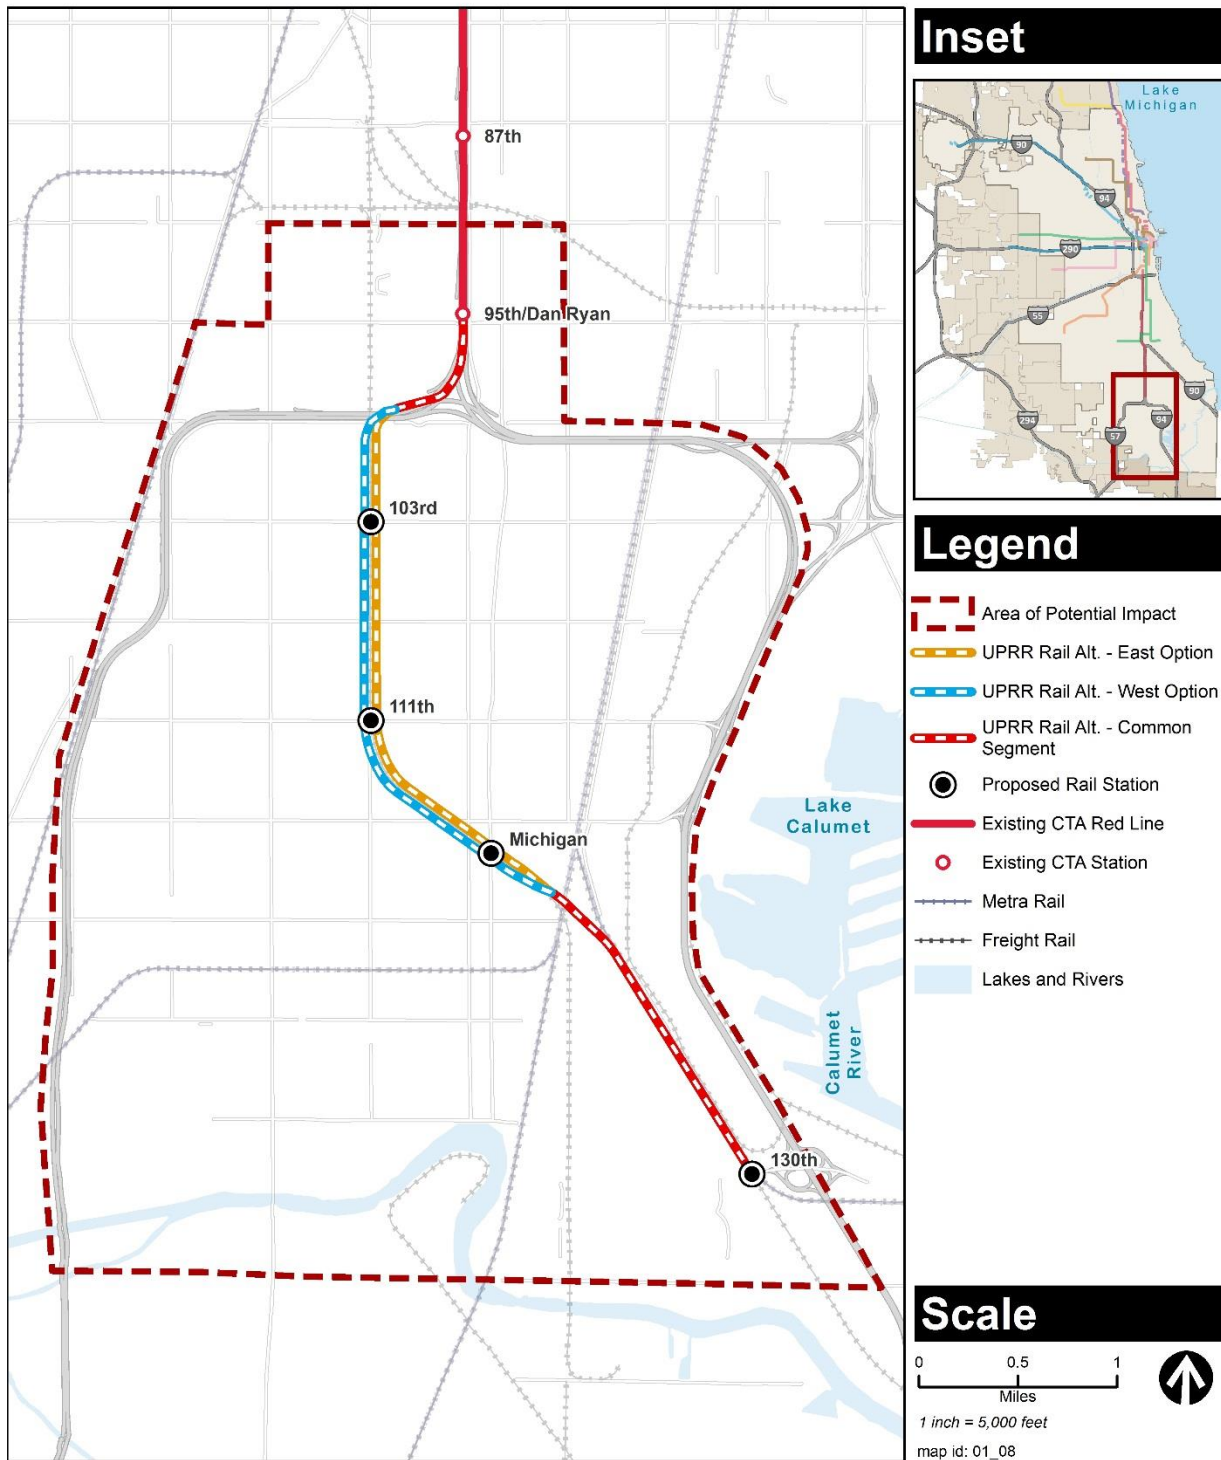 87th
95th/Dan Ryan
103rd
111th
Michigan
130th
Lake
Calumet
Calumet
River
Inset
Lake
Michigan
90
94
290
55
90
294
57
94
Legend
Area of Potential Impact
UPRR Rail Alt. - East Option
UPRR Rail Alt. - West Option
UPRR Rail Alt. - Common
Segment
Proposed Rail Station
Existing CTA Red Line
Existing CTA Station
Metra Rail
Freight Rail
Lakes and Rivers
Scale
0 0.5 1
Miles
1 inch = 5,000 feet
map id: 01_08